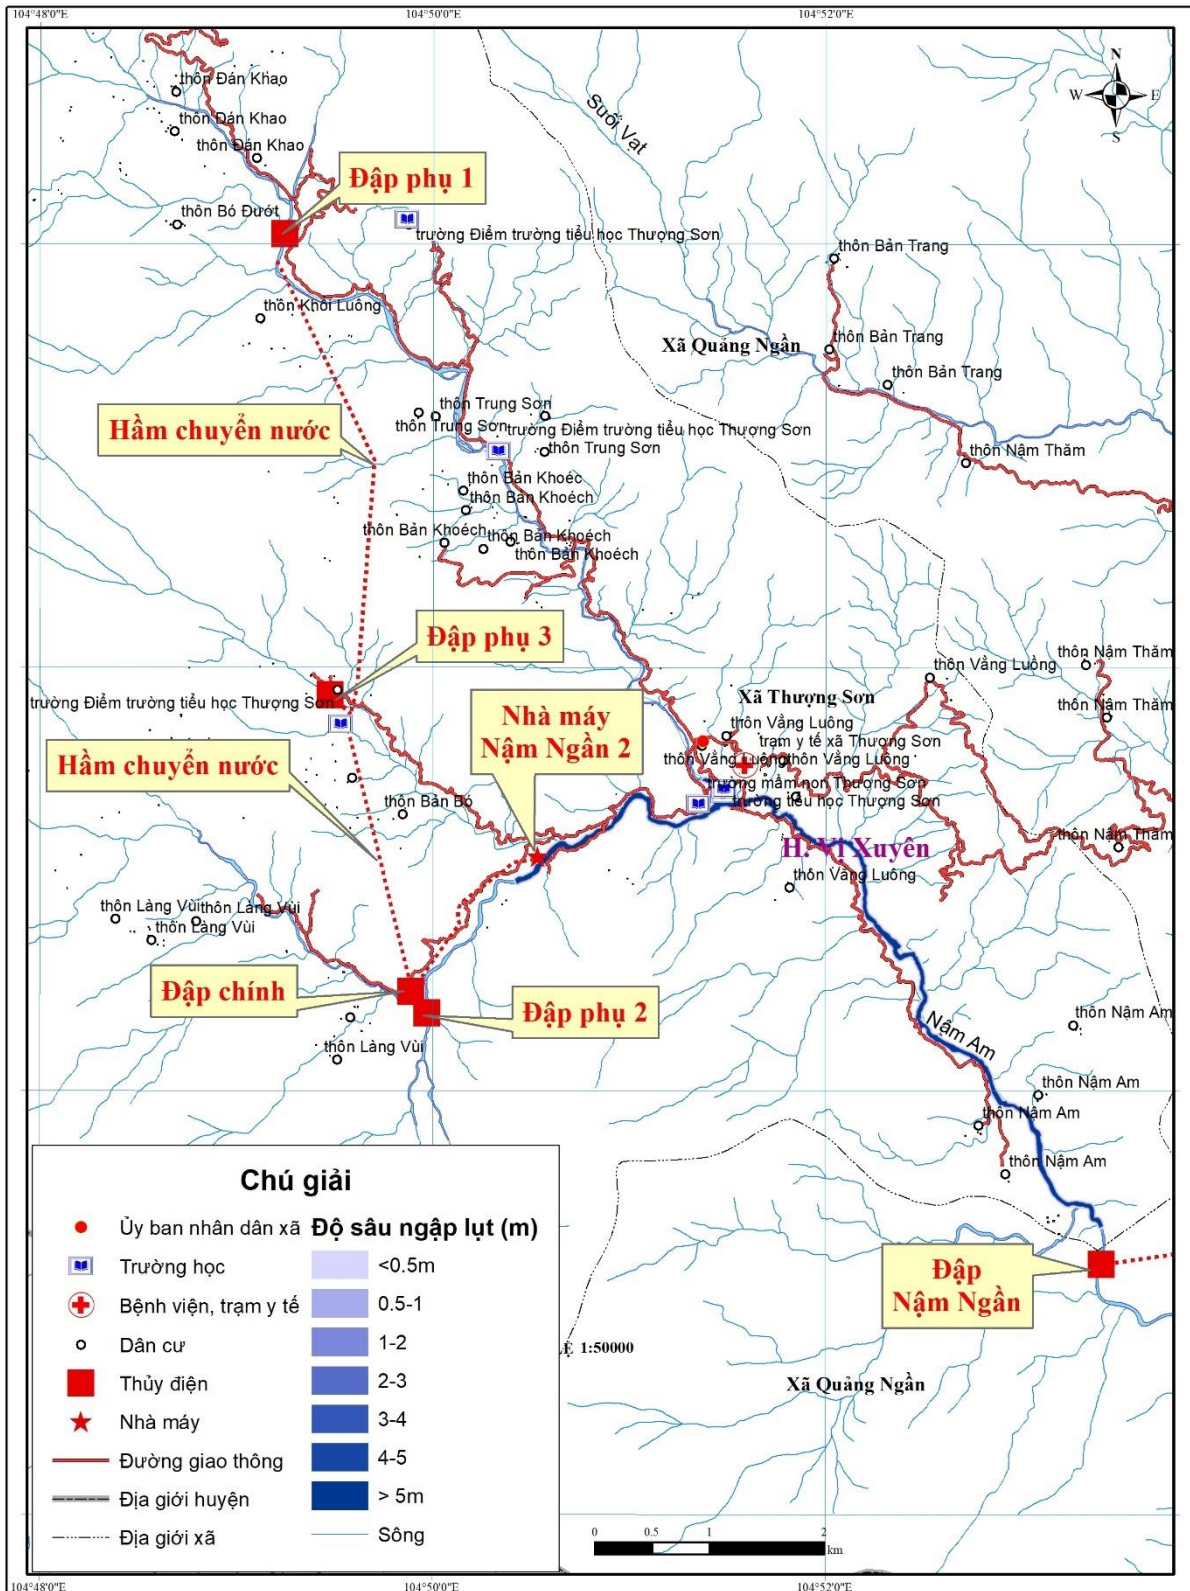 104°48'0"E
104°50'0"E
104°52'0"E
N
W
E
S
thôn Đán Khao
thôn Đán Khao
thôn Đán Khao
Suối Vạt
Đập phụ 1
thôn Bó Đướt
trường Điểm trường tiểu học Thượng Sơn
thôn Bản Trang
thôn Khôi Luông
thôn Bản Trang
Xã Quảng Ngần
thôn Bản Trang
thôn Trung Sơn
thôn Trung Sơn
trường Điểm trường tiểu học Thượng Sơn
Hầm chuyển nước
thôn Trung Sơn
thôn Nậm Thăm
thôn Bản Khoéc
thôn Bản Khoéch
thôn Bản Khoéch
thôn Bản Khoéch
thôn Bản Khoéch
Đập phụ 3
thôn Nậm Thăm
thôn Vảng Luông
trường Điểm trường tiểu học Thượng Sơn
Xã Thượng Sơn
thôn Nậm Thăm
Nhà máy
Nậm Ngần 2
thôn Vảng Luông
trạm y tế xã Thượng Sơn
thôn Vảng Luông
thôn Vảng Luông
Hầm chuyển nước
trường mầm non Thượng Sơn
trường tiểu học Thượng Sơn
thôn Bản Bó
thôn Nậm Thăm
H. Vị Xuyên
thôn Vảng Luông
thôn Làng Vùi
thôn Làng Vùi
thôn Làng Vùi
Đập chính
Đập phụ 2
thôn Nậm Am
Nậm Am
thôn Làng Vùi
thôn Nậm Am
thôn Nậm Am
thôn Nậm Am
Đập
Nậm Ngần
Xã Quảng Ngần
LỆ 1:50000
Chú giải
Ủy ban nhân dân xã
Trường học
Bệnh viện, trạm y tế
Dân cư
Thủy điện
Nhà máy
Đường giao thông
Địa giới huyện
Địa giới xã
Độ sâu ngập lụt (m)
<0.5m
0.5-1
1-2
2-3
3-4
4-5
> 5m
Sông
0 0.5 1 2
km
104°48'0"E
104°50'0"E
104°52'0"E